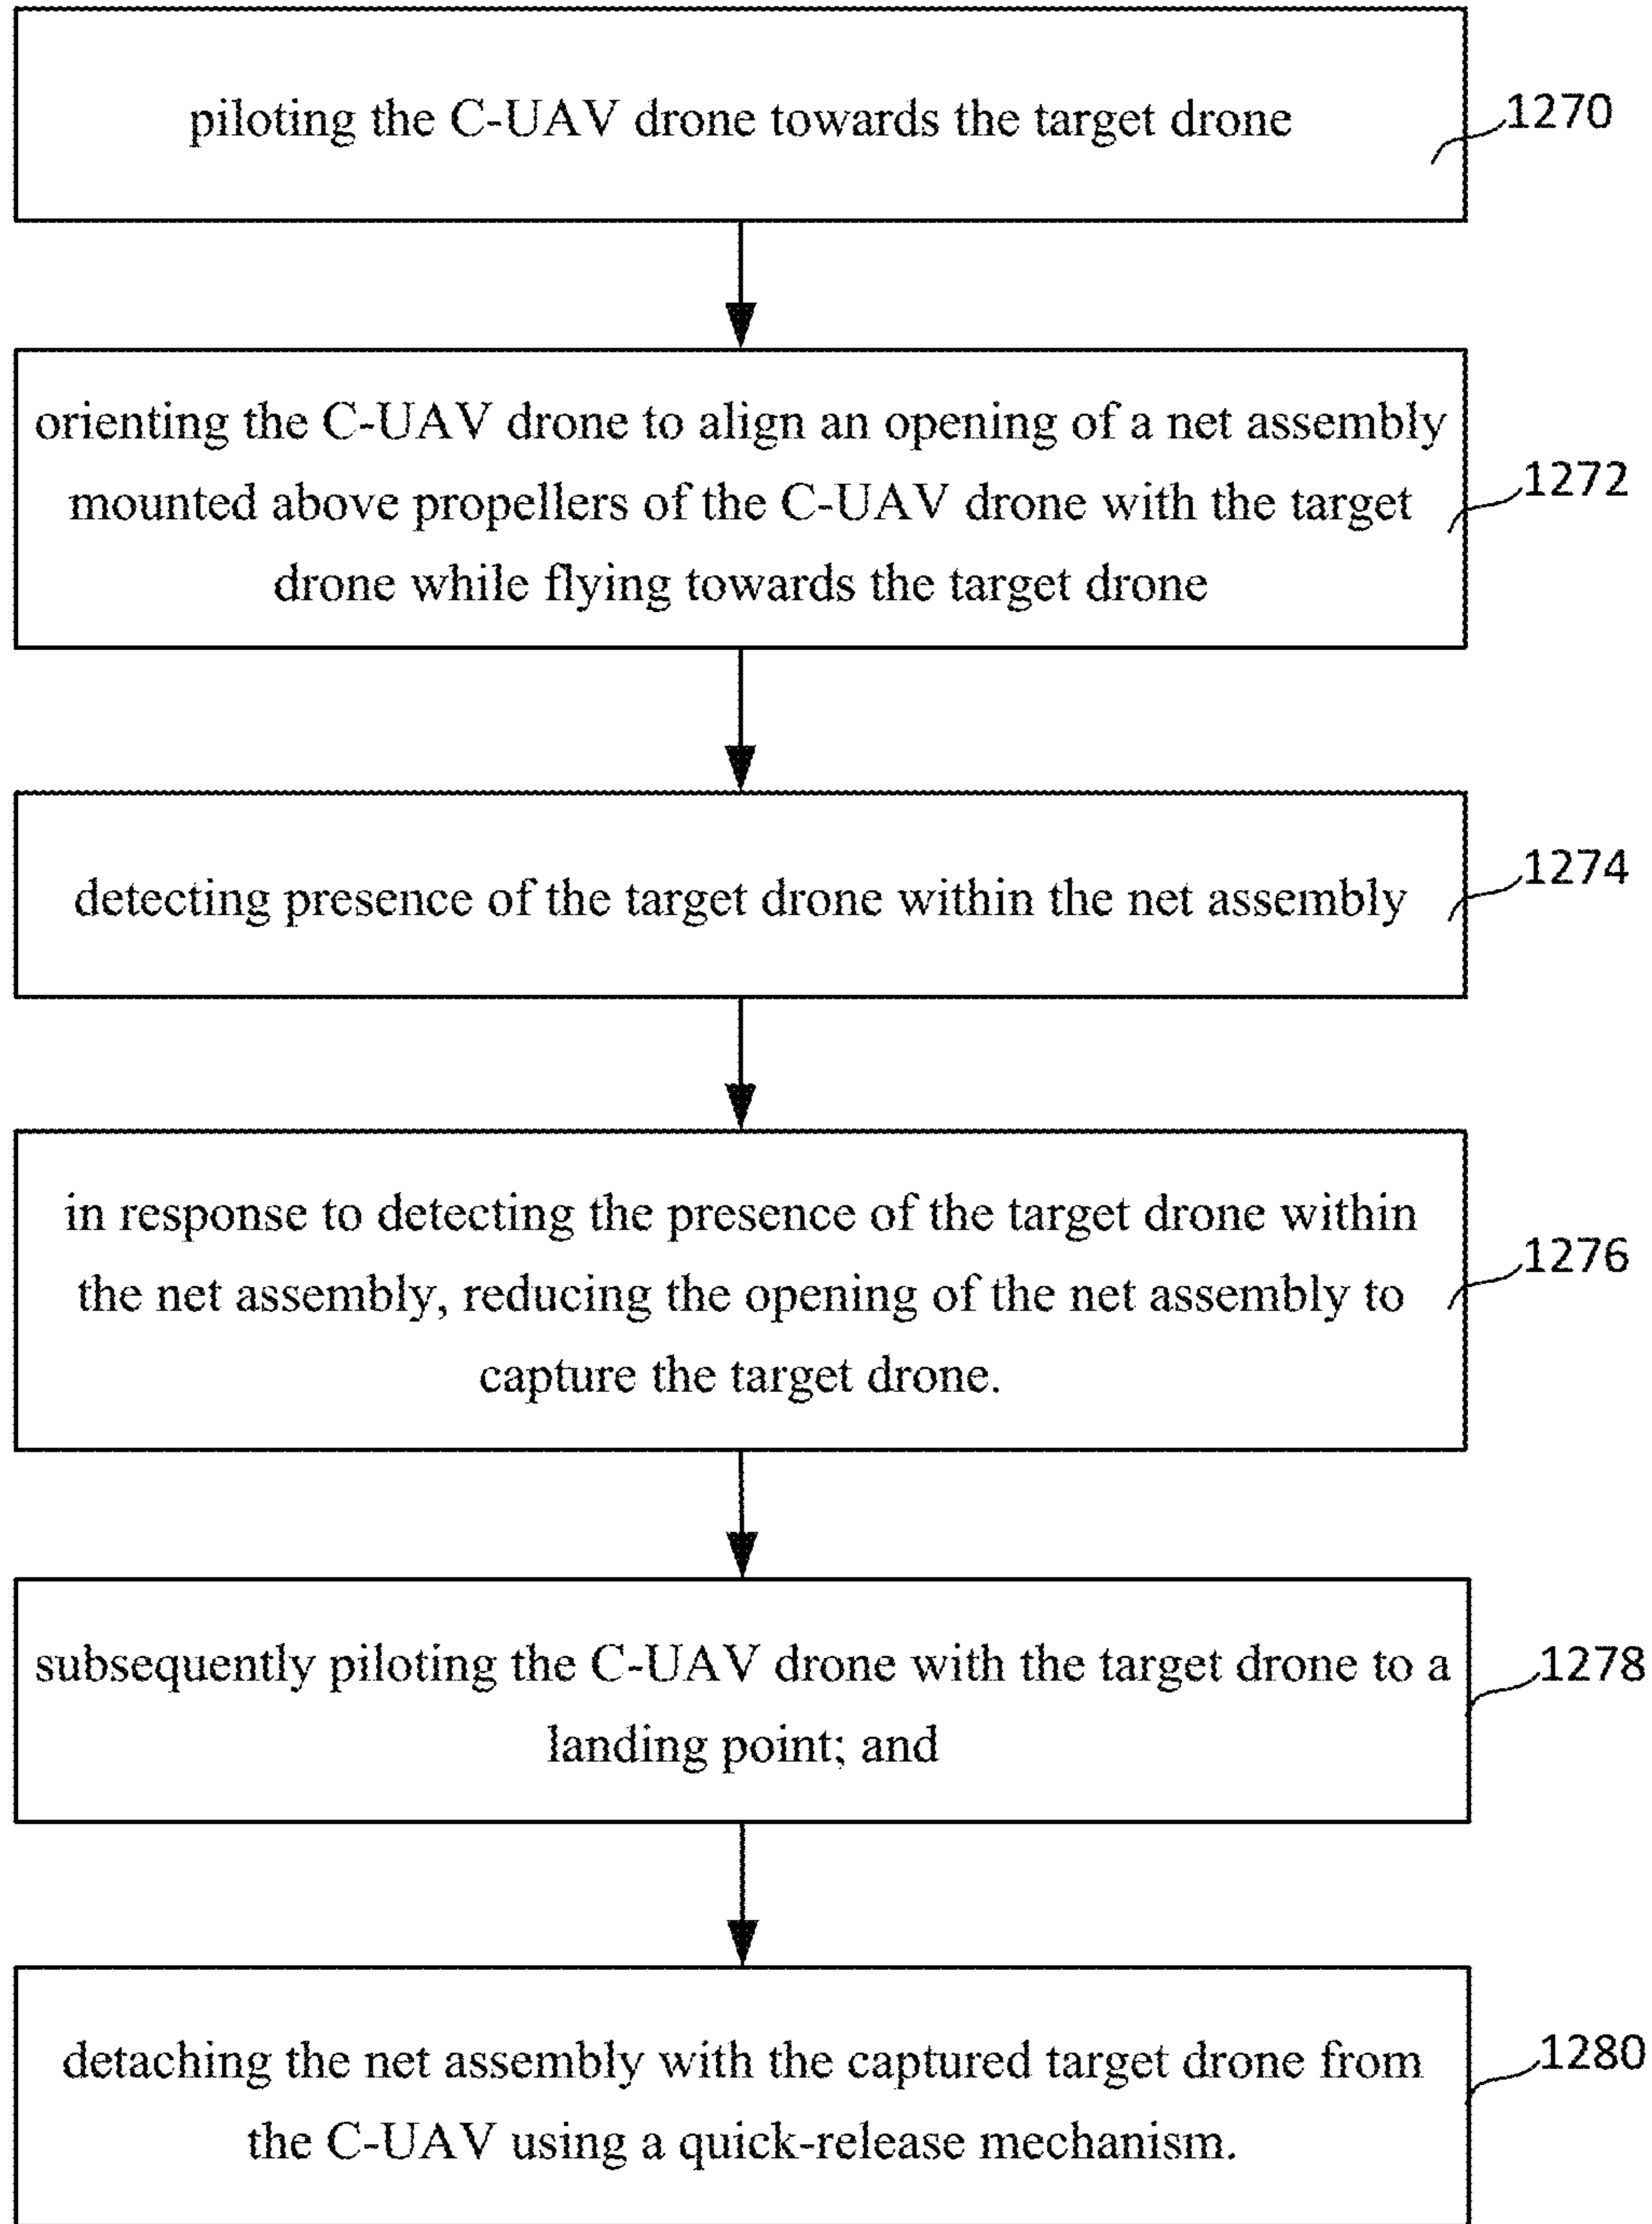 piloting the C-UAV drone towards the target drone
1270
orienting the C-UAV drone to align an opening of a net assembly
mounted above propellers of the C-UAV drone with the target
drone while flying towards the target drone
1272
detecting presence of the target drone within the net assembly
1274
in response to detecting the presence of the target drone within
the net assembly, reducing the opening of the net assembly to
capture the target drone.
1276
subsequently piloting the C-UAV drone with the target drone to a
landing point; and
1278
detaching the net assembly with the captured target drone from
the C-UAV using a quick-release mechanism.
1280